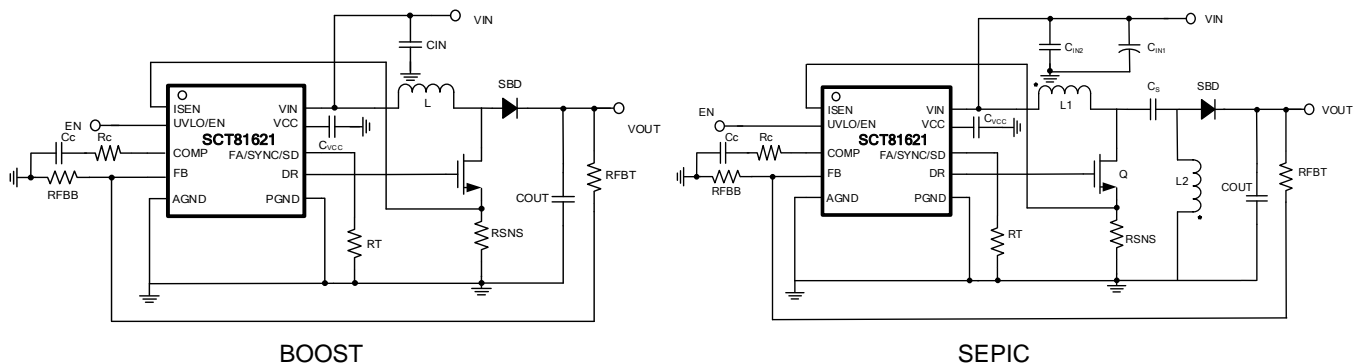 VIN
CIN
SBD
L
ISEN
VIN
UVLO/EN
VCC
EN
SCT81621
CVCC
Cc
Rc
COMP
FA/SYNC/SD
FB
DR
RFBB
AGND
PGND
RT
RSNS
COUT
RFBT
VOUT
BOOST
VIN
CIN2
CIN1
SBD
L1
CS
ISEN
VIN
UVLO/EN
VCC
EN
SCT81621
CVCC
Cc
Rc
COMP
FA/SYNC/SD
FB
DR
Q
RFBB
AGND
PGND
RT
RSNS
L2
COUT
RFBT
VOUT
SEPIC